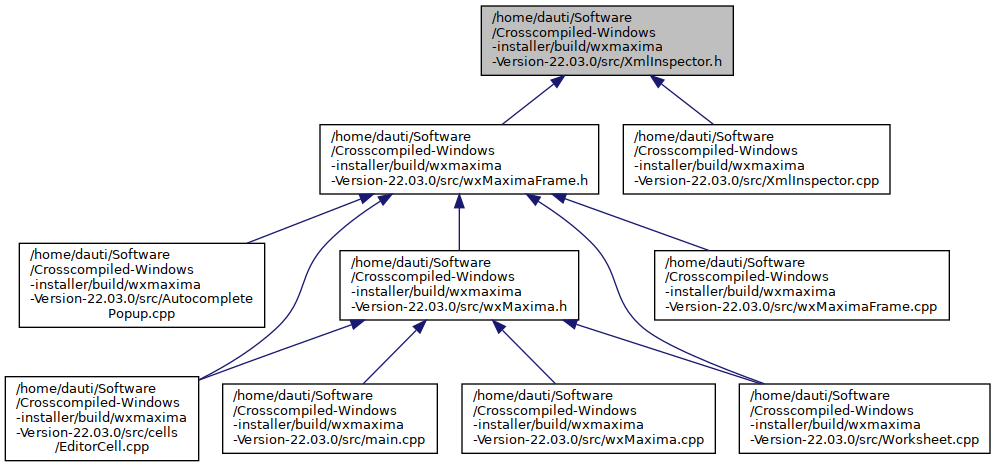 /home/dauti/Software
/Crosscompiled-Windows
-installer/build/wxmaxima
-Version-22.03.0/src/XmlInspector.h
/home/dauti/Software
/Crosscompiled-Windows
-installer/build/wxmaxima
-Version-22.03.0/src/wxMaximaFrame.h
/home/dauti/Software
/Crosscompiled-Windows
-installer/build/wxmaxima
-Version-22.03.0/src/XmlInspector.cpp
/home/dauti/Software
/Crosscompiled-Windows
-installer/build/wxmaxima
-Version-22.03.0/src/Autocomplete
Popup.cpp
/home/dauti/Software
/Crosscompiled-Windows
-installer/build/wxmaxima
-Version-22.03.0/src/wxMaxima.h
/home/dauti/Software
/Crosscompiled-Windows
-installer/build/wxmaxima
-Version-22.03.0/src/wxMaximaFrame.cpp
/home/dauti/Software
/Crosscompiled-Windows
-installer/build/wxmaxima
-Version-22.03.0/src/cells
/EditorCell.cpp
/home/dauti/Software
/Crosscompiled-Windows
-installer/build/wxmaxima
-Version-22.03.0/src/main.cpp
/home/dauti/Software
/Crosscompiled-Windows
-installer/build/wxmaxima
-Version-22.03.0/src/wxMaxima.cpp
/home/dauti/Software
/Crosscompiled-Windows
-installer/build/wxmaxima
-Version-22.03.0/src/Worksheet.cpp